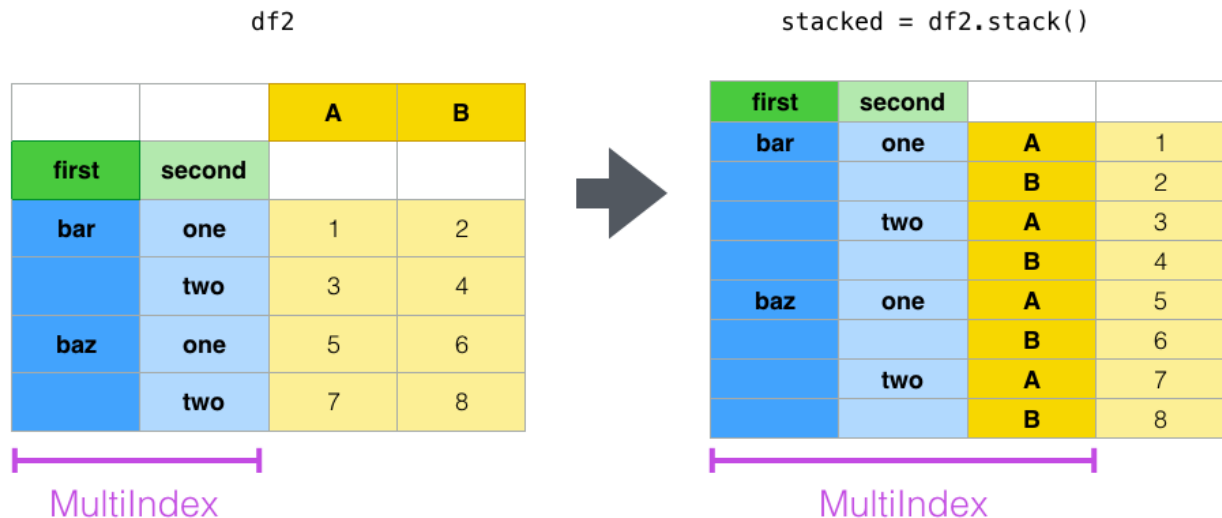 df2
A B
first second
bar one 1 2
two 3 4
baz one 5 6
two 7 8
MultiIndex
stacked = df2.stack()
first second
bar one A 1
B 2
two A 3
B 4
baz one A 5
B 6
two A 7
B 8
MultiIndex